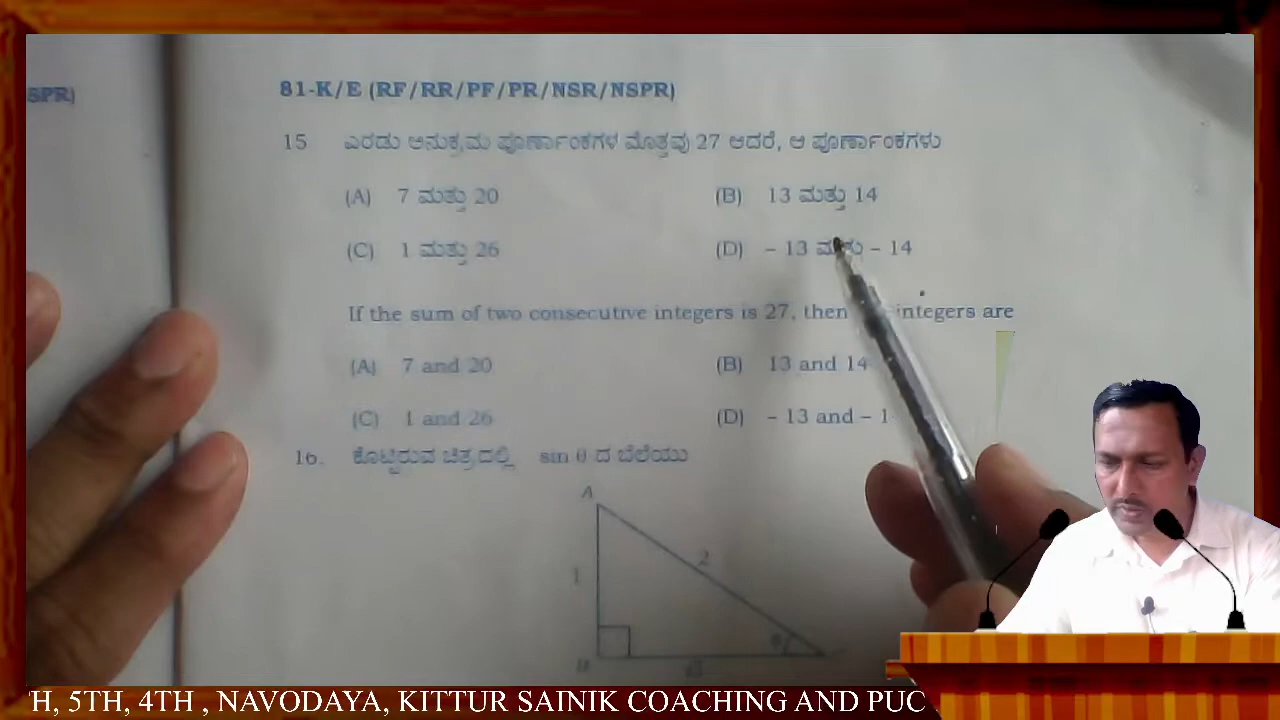 SPR)
81-K/E (RF/RR/PF/PR/NSR/NSPR)
15 ಎರಡು ಅನುಕ್ರಮ ಪೂರ್ಣಾಂಕಗಳ ಮೊತ್ತವು 27 ಆದರೆ, ಆ ಪೂರ್ಣಾಂಕಗಳು
(A) 7 ಮತ್ತು 20 (B) 13 ಮತ್ತು 14
(C) 1 ಮತ್ತು 26 (D) – 13 – 14
If the sum of two consecutive integers is 27, then integers are
(A) 7 and 20 (B) 13 and 14
(C) 1 and 26 (D) – 13 and – 1
16. ಕೊಟ್ಟಿರುವ ಚಿತ್ರದಲ್ಲಿ sin θ ದ ಬೆಲೆಯು
A
2
1
B
H, 5TH, 4TH , NAVODAYA, KITTUR SAINIK COACHING AND PUC